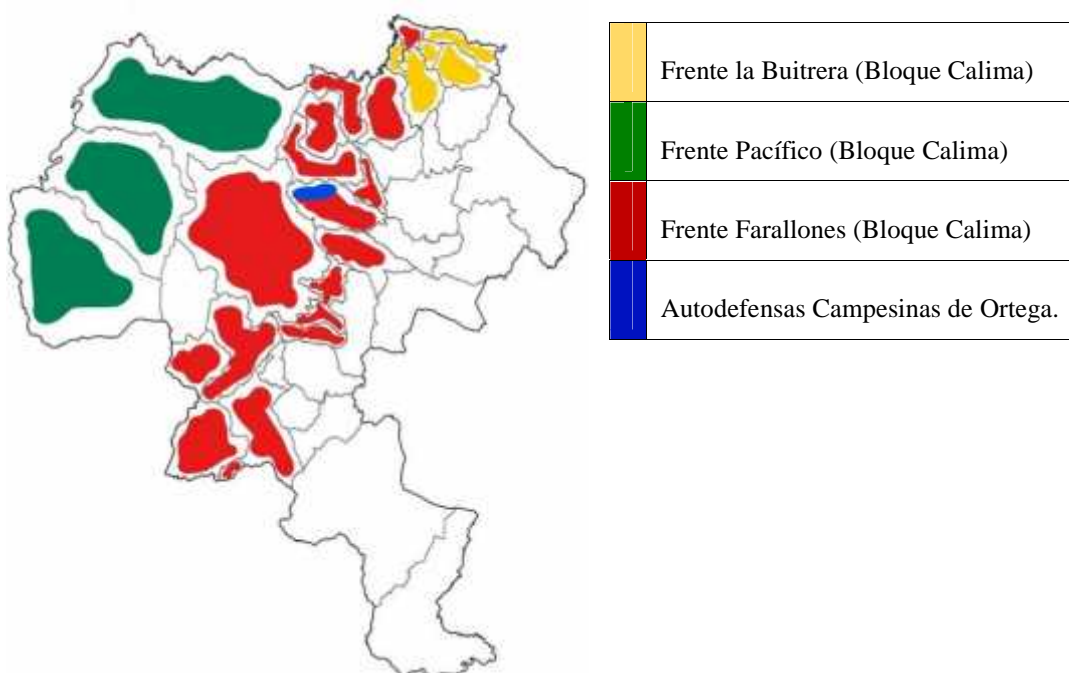 Frente la Buitrera (Bloque Calima)
Frente Pacífico (Bloque Calima)
Frente Farallones (Bloque Calima)
Autodefensas Campesinas de Ortega.